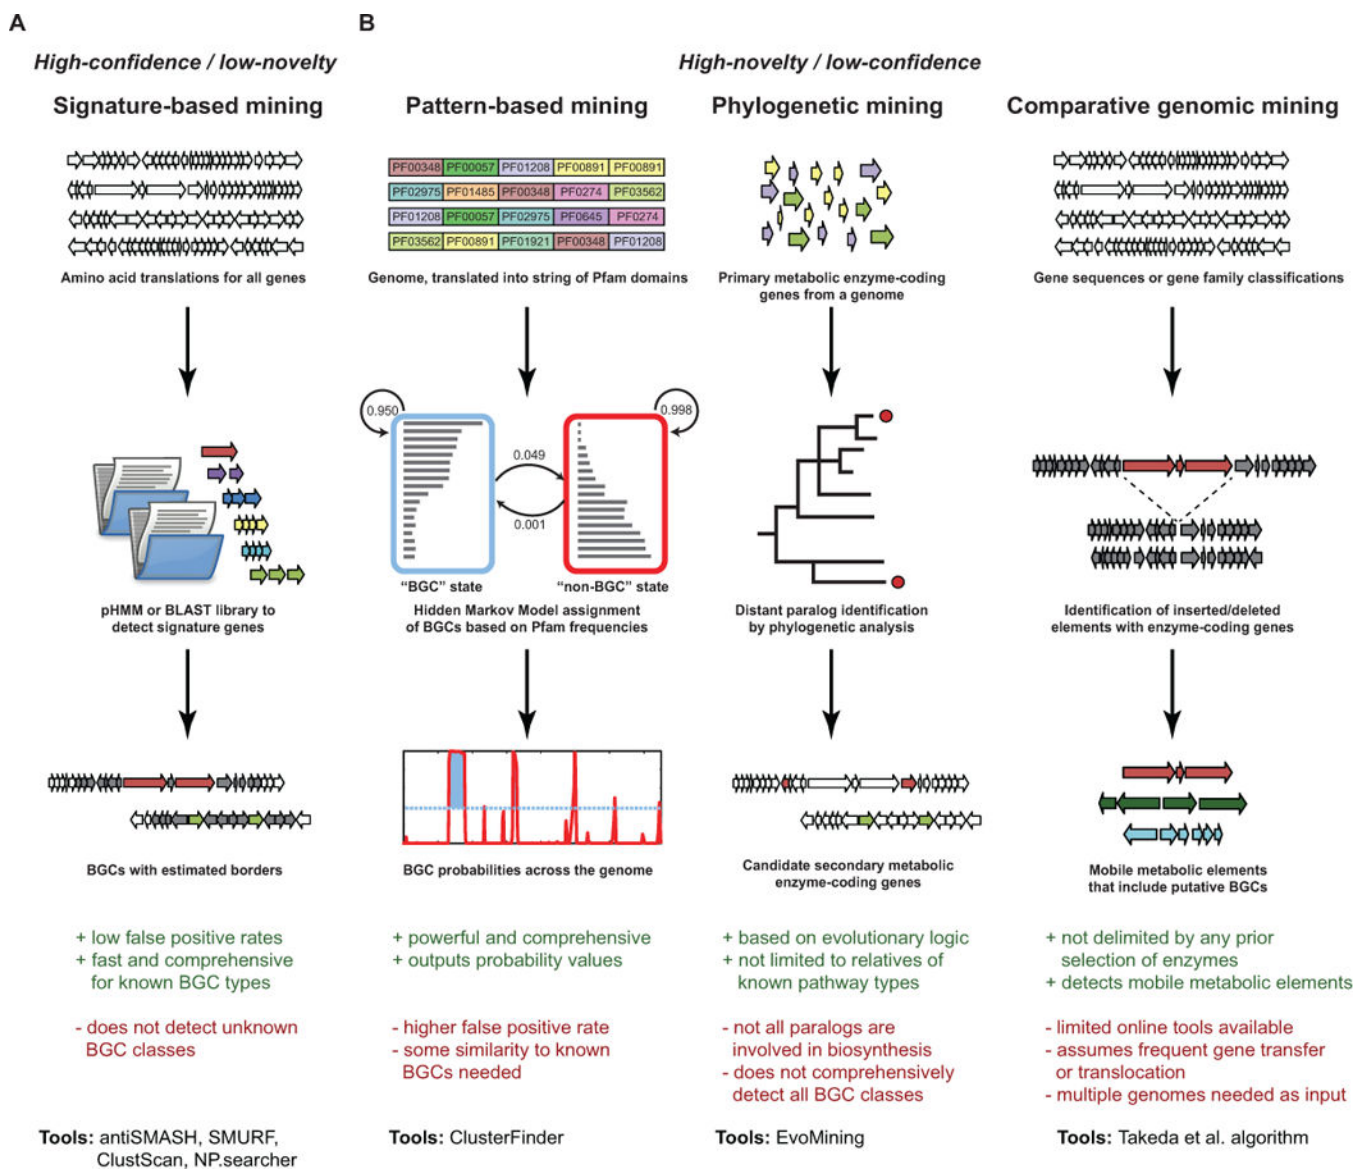 A
B
High-confidence / low-novelty
High-novelty / low-confidence
Signature-based mining
Pattern-based mining
Phylogenetic mining
Comparative genomic mining
PF00348 PF00057 PF01208 PF00891 PF00891
PF02975 PF01485 PF00348 PF0274 PF03562
PF01208 PF00057 PF02975 PF0645 PF0274
PF03562 PF00891 PF01921 PF00348 PF01208
Amino acid translations for all genes
Genome, translated into string of Pfam domains
Primary metabolic enzyme-coding
genes from a genome
Gene sequences or gene family classifications
0.950
0.998
0.049
0.001
"BGC" state
"non-BGC" state
pHMM or BLAST library to
detect signature genes
Hidden Markov Model assignment
of BGCs based on Pfam frequencies
Distant paralog identification
by phylogenetic analysis
Identification of inserted/deleted
elements with enzyme-coding genes
BGCs with estimated borders
BGC probabilities across the genome
Candidate secondary metabolic
enzyme-coding genes
Mobile metabolic elements
that include putative BGCs
+ low false positive rates
+ fast and comprehensive
for known BGC types
- does not detect unknown
BGC classes
Tools: antiSMASH, SMURF,
ClustScan, NP.searcher
+ powerful and comprehensive
+ outputs probability values
- higher false positive rate
- some similarity to known
BGCs needed
Tools: ClusterFinder
+ based on evolutionary logic
+ not limited to relatives of
known pathway types
- not all paralogs are
involved in biosynthesis
- does not comprehensively
detect all BGC classes
Tools: EvoMining
+ not delimited by any prior
selection of enzymes
+ detects mobile metabolic elements
- limited online tools available
- assumes frequent gene transfer
or translocation
- multiple genomes needed as input
Tools: Takeda et al. algorithm